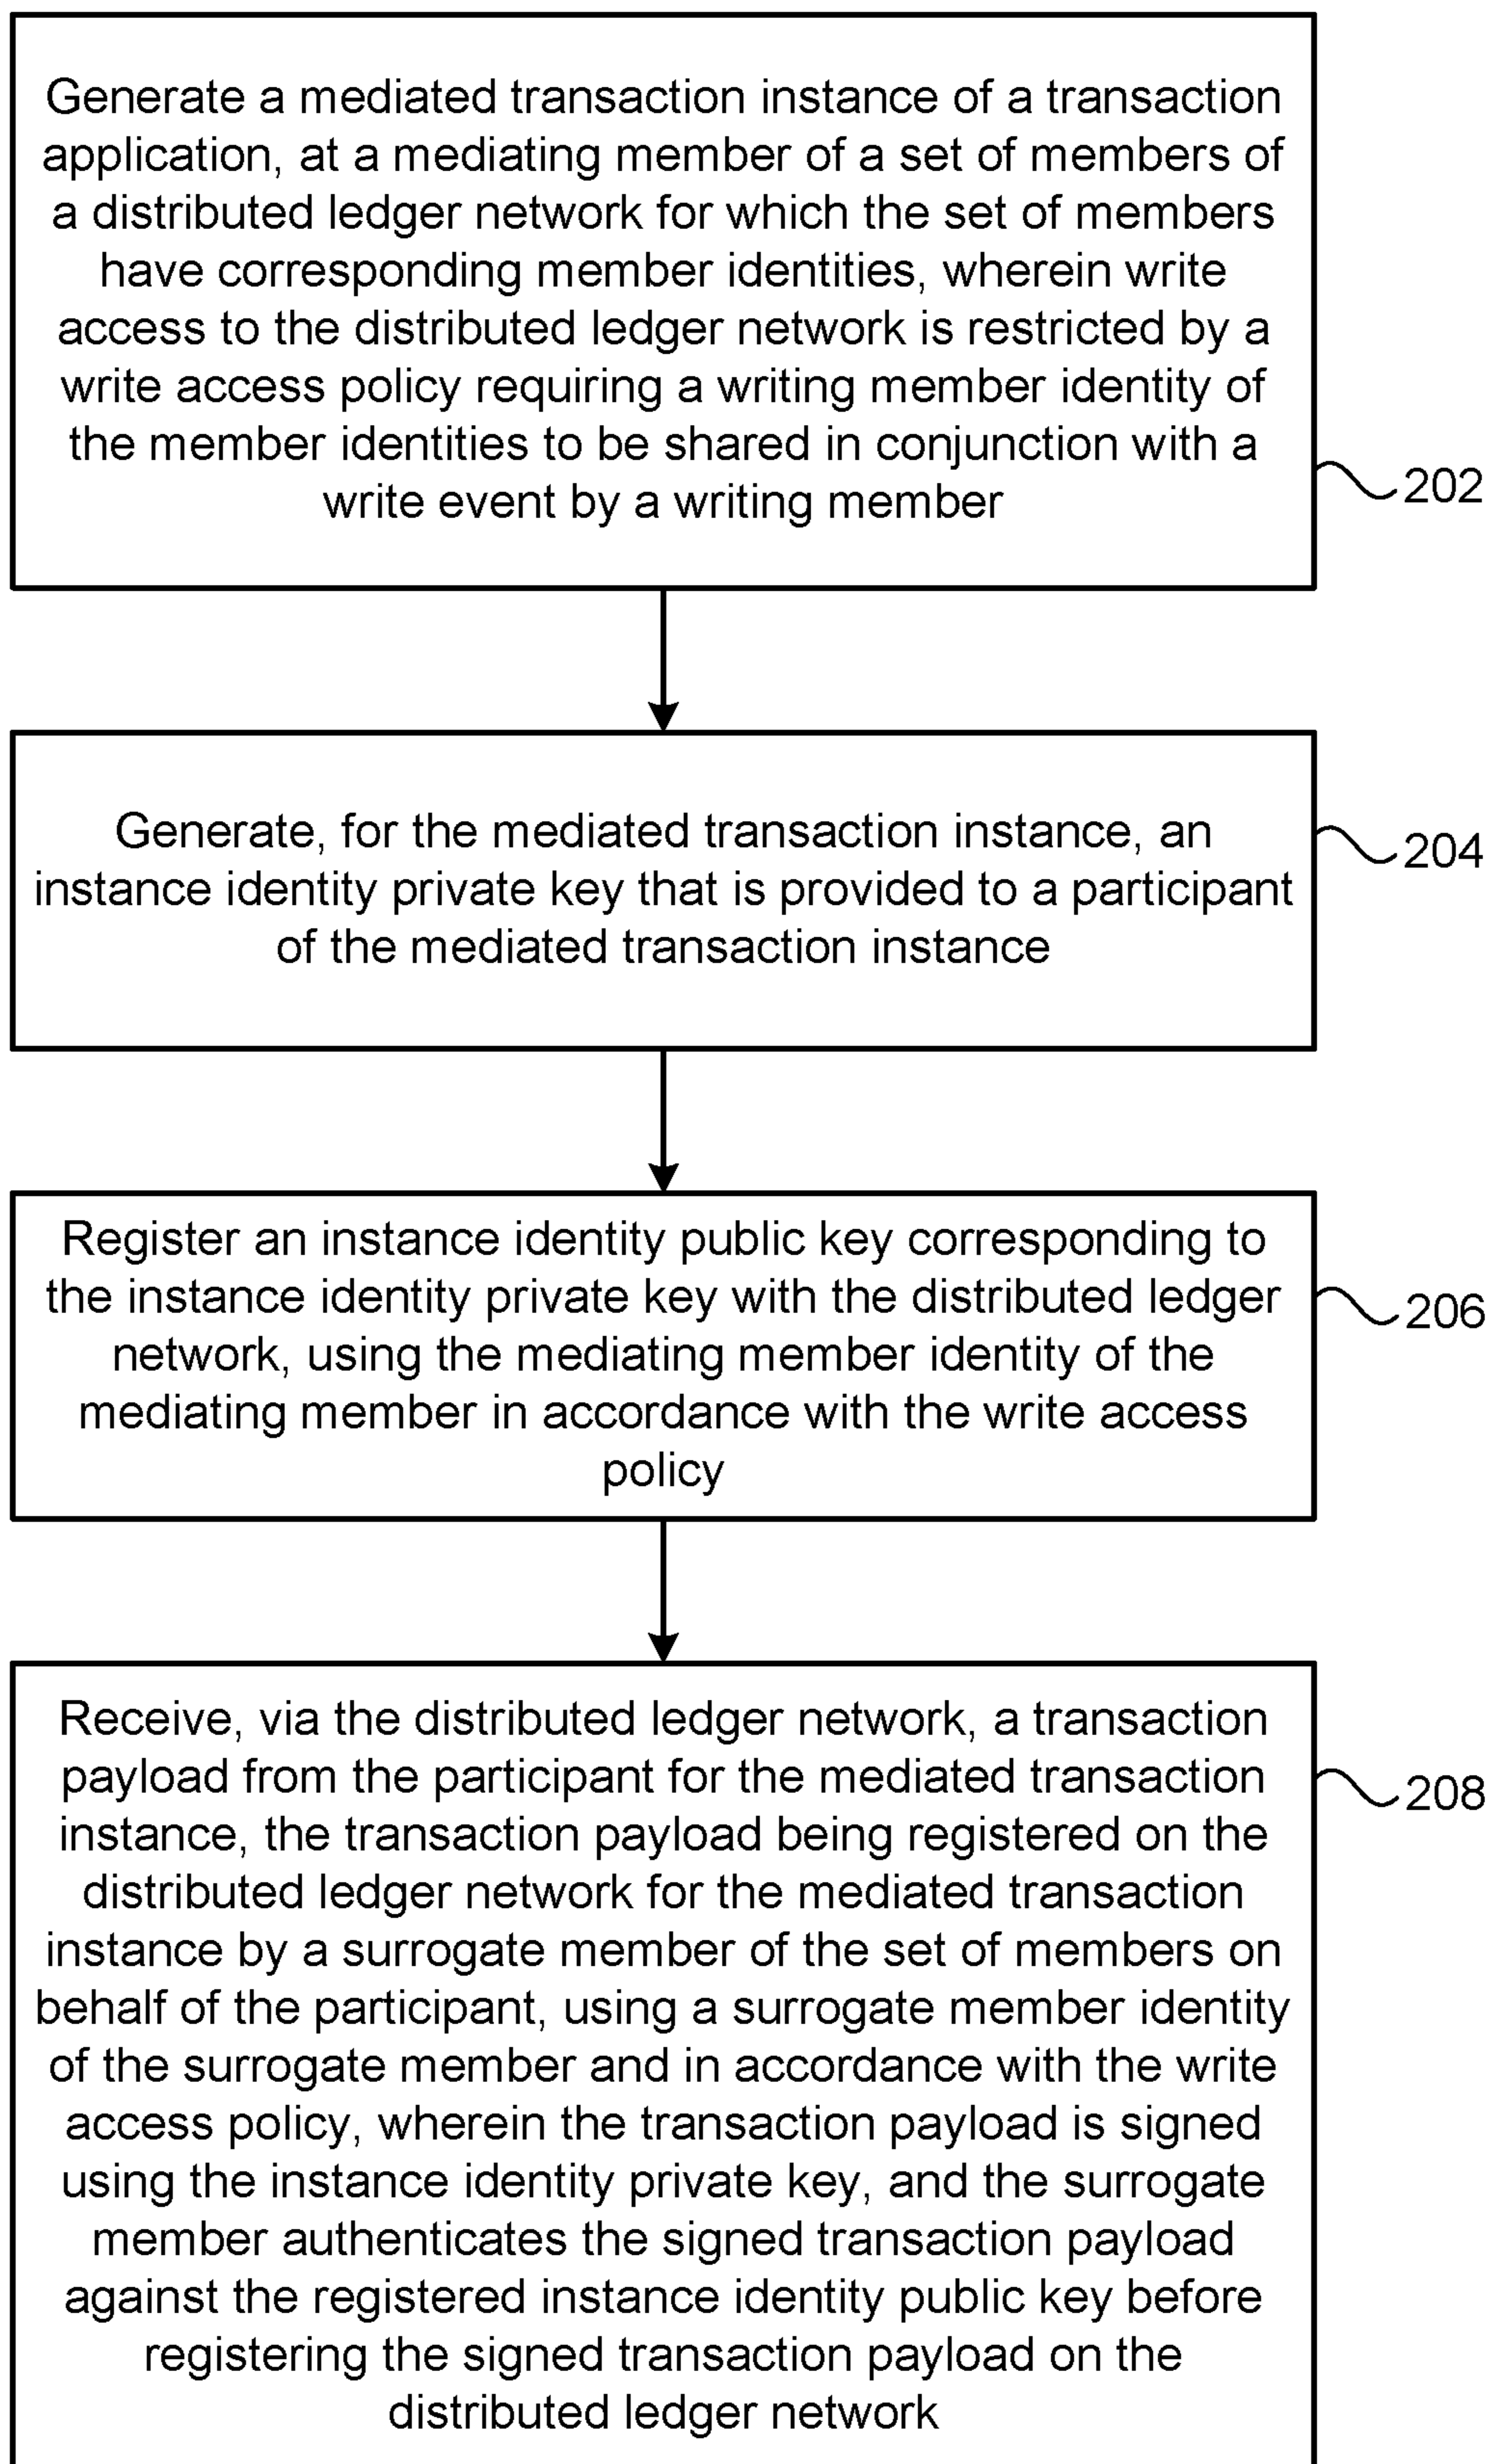 Generate a mediated transaction instance of a transaction
application, at a mediating member of a set of members of
a distributed ledger network for which the set of members
have corresponding member identities, wherein write
access to the distributed ledger network is restricted by a
write access policy requiring a writing member identity of
the member identities to be shared in conjunction with a
write event by a writing member
202
Generate, for the mediated transaction instance, an
instance identity private key that is provided to a participant
of the mediated transaction instance
204
Register an instance identity public key corresponding to
the instance identity private key with the distributed ledger
network, using the mediating member identity of the
mediating member in accordance with the write access
policy
206
Receive, via the distributed ledger network, a transaction
payload from the participant for the mediated transaction
instance, the transaction payload being registered on the
distributed ledger network for the mediated transaction
instance by a surrogate member of the set of members on
behalf of the participant, using a surrogate member identity
of the surrogate member and in accordance with the write
access policy, wherein the transaction payload is signed
using the instance identity private key, and the surrogate
member authenticates the signed transaction payload
against the registered instance identity public key before
registering the signed transaction payload on the
distributed ledger network
208